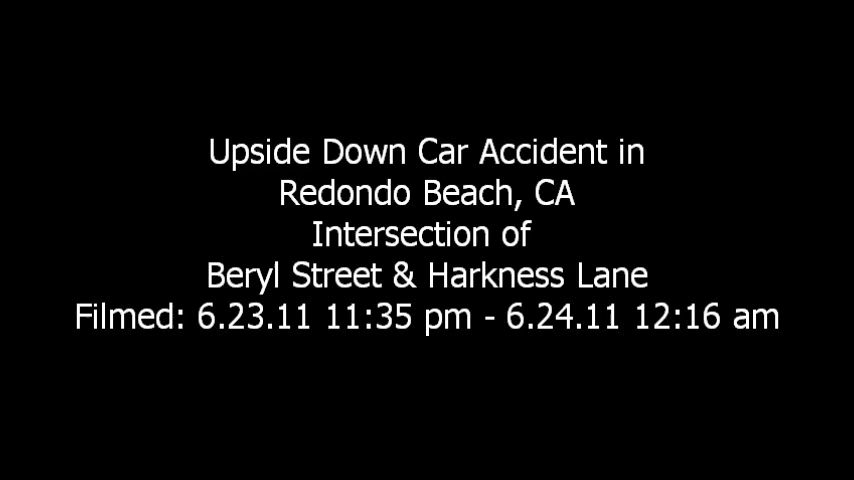 Upside Down Car Accident in
Redondo Beach, CA
Intersection of
Beryl Street & Harkness Lane
Filmed: 6.23.11 11:35 pm - 6.24.11 12:16 am